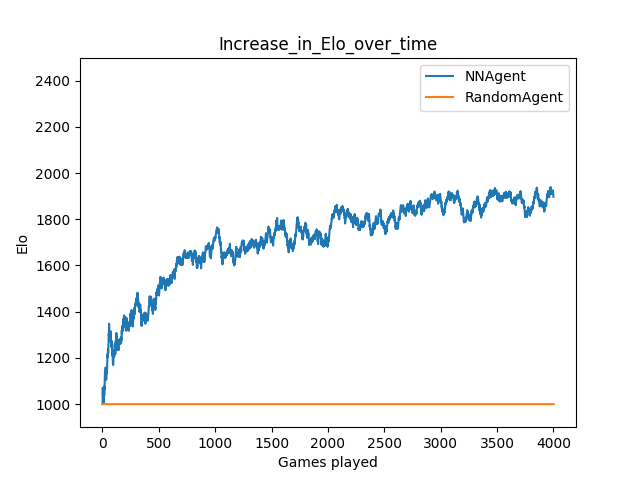 Increase_in_Elo_over_time
NNAgent
RandomAgent
2400
2200
2000
1800
1600
1400
1200
1000
Elo
0 500 1000 1500 2000 2500 3000 3500 4000
Games played